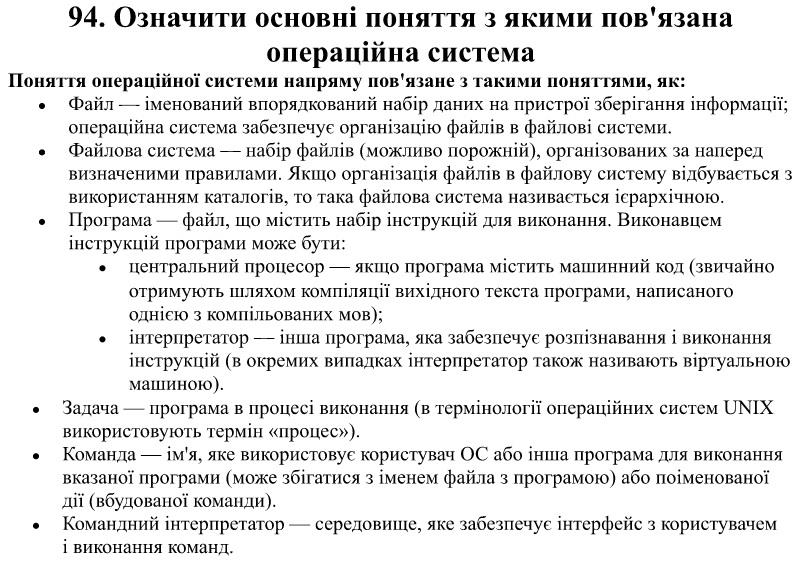 94. Означити основні поняття з якими пов'язана
операційна система
Поняття операційної системи напряму пов'язане з такими поняттями, як:
• Файл — іменований впорядкований набір даних на пристрої зберігання інформації;
операційна система забезпечує організацію файлів в файлові системи.
• Файлова система — набір файлів (можливо порожній), організованих за наперед
визначеними правилами. Якщо організація файлів в файлову систему відбувається з
використанням каталогів, то така файлова система називається ієрархічною.
• Програма — файл, що містить набір інструкцій для виконання. Виконавцем
інструкцій програми може бути:
• центральний процесор — якщо програма містить машинний код (звичайно
отримують шляхом компіляції вихідного текста програми, написаного
однією з компільованих мов);
• інтерпретатор — інша програма, яка забезпечує розпізнавання і виконання
інструкцій (в окремих випадках інтерпретатор також називають віртуальною
машиною).
• Задача — програма в процесі виконання (в термінології операційних систем UNIX
використовують термін «процес»).
• Команда — ім'я, яке використовує користувач ОС або інша програма для виконання
вказаної програми (може збігатися з іменем файла з програмою) або поіменованої
дії (вбудованої команди).
• Командний інтерпретатор — середовище, яке забезпечує інтерфейс з користувачем
і виконання команд.